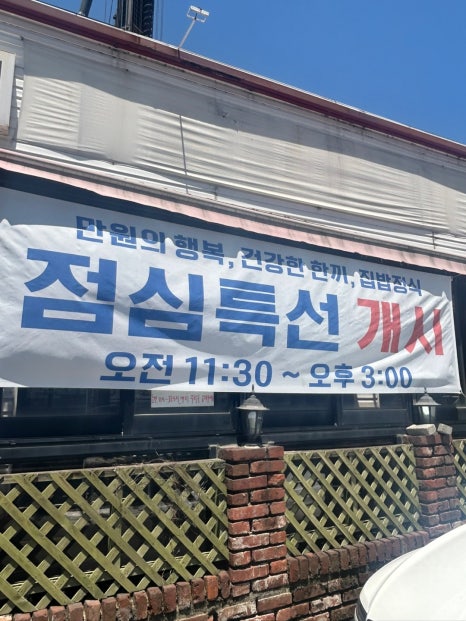 만원의 행복, 건강한 한끼, 집밥정식
점심특선 개시
오전 11:30 ~ 오후 3:00